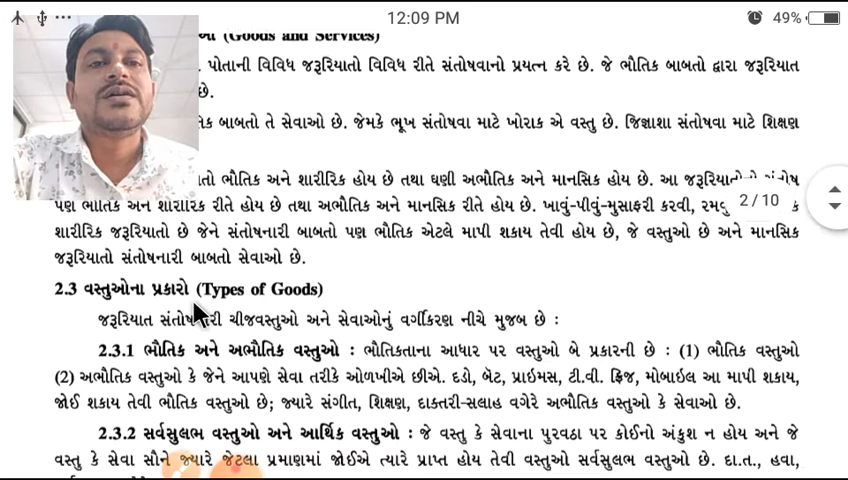 12:09 PM
49%
(Goods and Services)
પોતાની વિવિધ જરૂરિયાતો વિવિધ રીતે સંતોષવાનો પ્રયત્ન કરે છે. જે ભૌતિક બાબતો દ્વારા જરૂરિયાત
છે.
બાબતો તે સેવાઓ છે. જેમકે ભૂખ સંતોષવા માટે ખોરાક એ વસ્તુ છે. જિજ્ઞાશા સંતોષવા માટે શિક્ષણ
ભૌતિક અને શારીરિક હોય છે તથા ઘણી અભૌતિક અને માનસિક હોય છે. આ
2 / 10
પણ ભૌતિક અને શારીરિક રીતે હોય છે તથા અભૌતિક અને માનસિક રીતે હોય છે. ખાવું-પીવું-મુસાફરી કરવી,
શારીરિક જરૂરિયાતો છે જેને સંતોષનારી બાબતો પણ ભૌતિક એટલે માપી શકાય તેવી હોય છે, જે વસ્તુઓ છે અને માનસિક
જરૂરિયાતો સંતોષનારી બાબતો સેવાઓ છે.
2.3 વસ્તુઓના પ્રકારો (Types of Goods)
જરૂરિયાત ચીજવસ્તુઓ અને સેવાઓનું વર્ગીકરણ નીચે મુજબ છે :
2.3.1 ભૌતિક અને અભૌતિક વસ્તુઓ : ભૌતિકતાના આધાર પર વસ્તુઓ બે પ્રકારની છે : (1) ભૌતિક વસ્તુઓ
(2) અભૌતિક વસ્તુઓ કે જેને આપણે સેવા તરીકે ઓળખીએ છીએ. દડો, બૅટ, પ્રાઇમસ, ટી.વી. ફ્રિજ, મોબાઇલ આ માપી શકાય,
જોઈ શકાય તેવી ભૌતિક વસ્તુઓ છે; જ્યારે સંગીત, શિક્ષણ, દાક્તરી-સલાહ વગેરે અભૌતિક વસ્તુઓ કે સેવાઓ છે.
2.3.2 સર્વસુલભ વસ્તુઓ અને આર્થિક વસ્તુઓ : જે વસ્તુ કે સેવાના પુરવઠા પર કોઈનો અંકુશ ન હોય અને જે
વસ્તુ કે સેવા સૌને જ્યારે જેટલા પ્રમાણમાં જોઈએ ત્યારે પ્રાપ્ત હોય તેવી વસ્તુઓ સર્વસુલભ વસ્તુઓ છે. દા.ત., હવા,